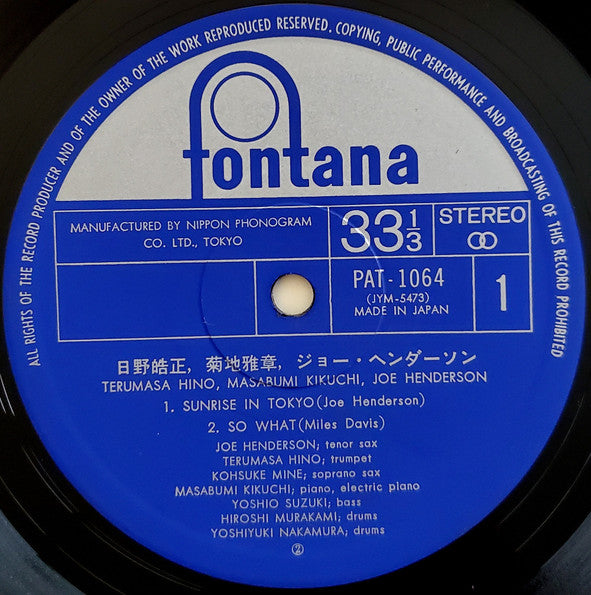 ALL RIGHTS OF THE RECORD PRODUCER AND OF THE OWNER OF THE WORK REPRODUCED RESERVED. COPYING, PUBLIC PERFORMANCE AND BROADCASTING OF THIS RECORD PROHIBITED
fontana
MANUFACTURED BY NIPPON PHONOGRAM
CO. LTD., TOKYO
33 1/3
STEREO
PAT-1064
(JYM-5473)
MADE IN JAPAN
1
日野皓正, 菊地雅章, ジョー・ヘンダーソン
TERUMASA HINO, MASABUMI KIKUCHI, JOE HENDERSON
1. SUNRISE IN TOKYO(Joe Henderson)
2. SO WHAT(Miles Davis)
JOE HENDERSON; tenor sax
TERUMASA HINO; trumpet
KOHSUKE MINE; soprano sax
MASABUMI KIKUCHI; piano, electric piano
YOSHIO SUZUKI; bass
HIROSHI MURAKAMI; drums
YOSHIYUKI NAKAMURA; drums
②